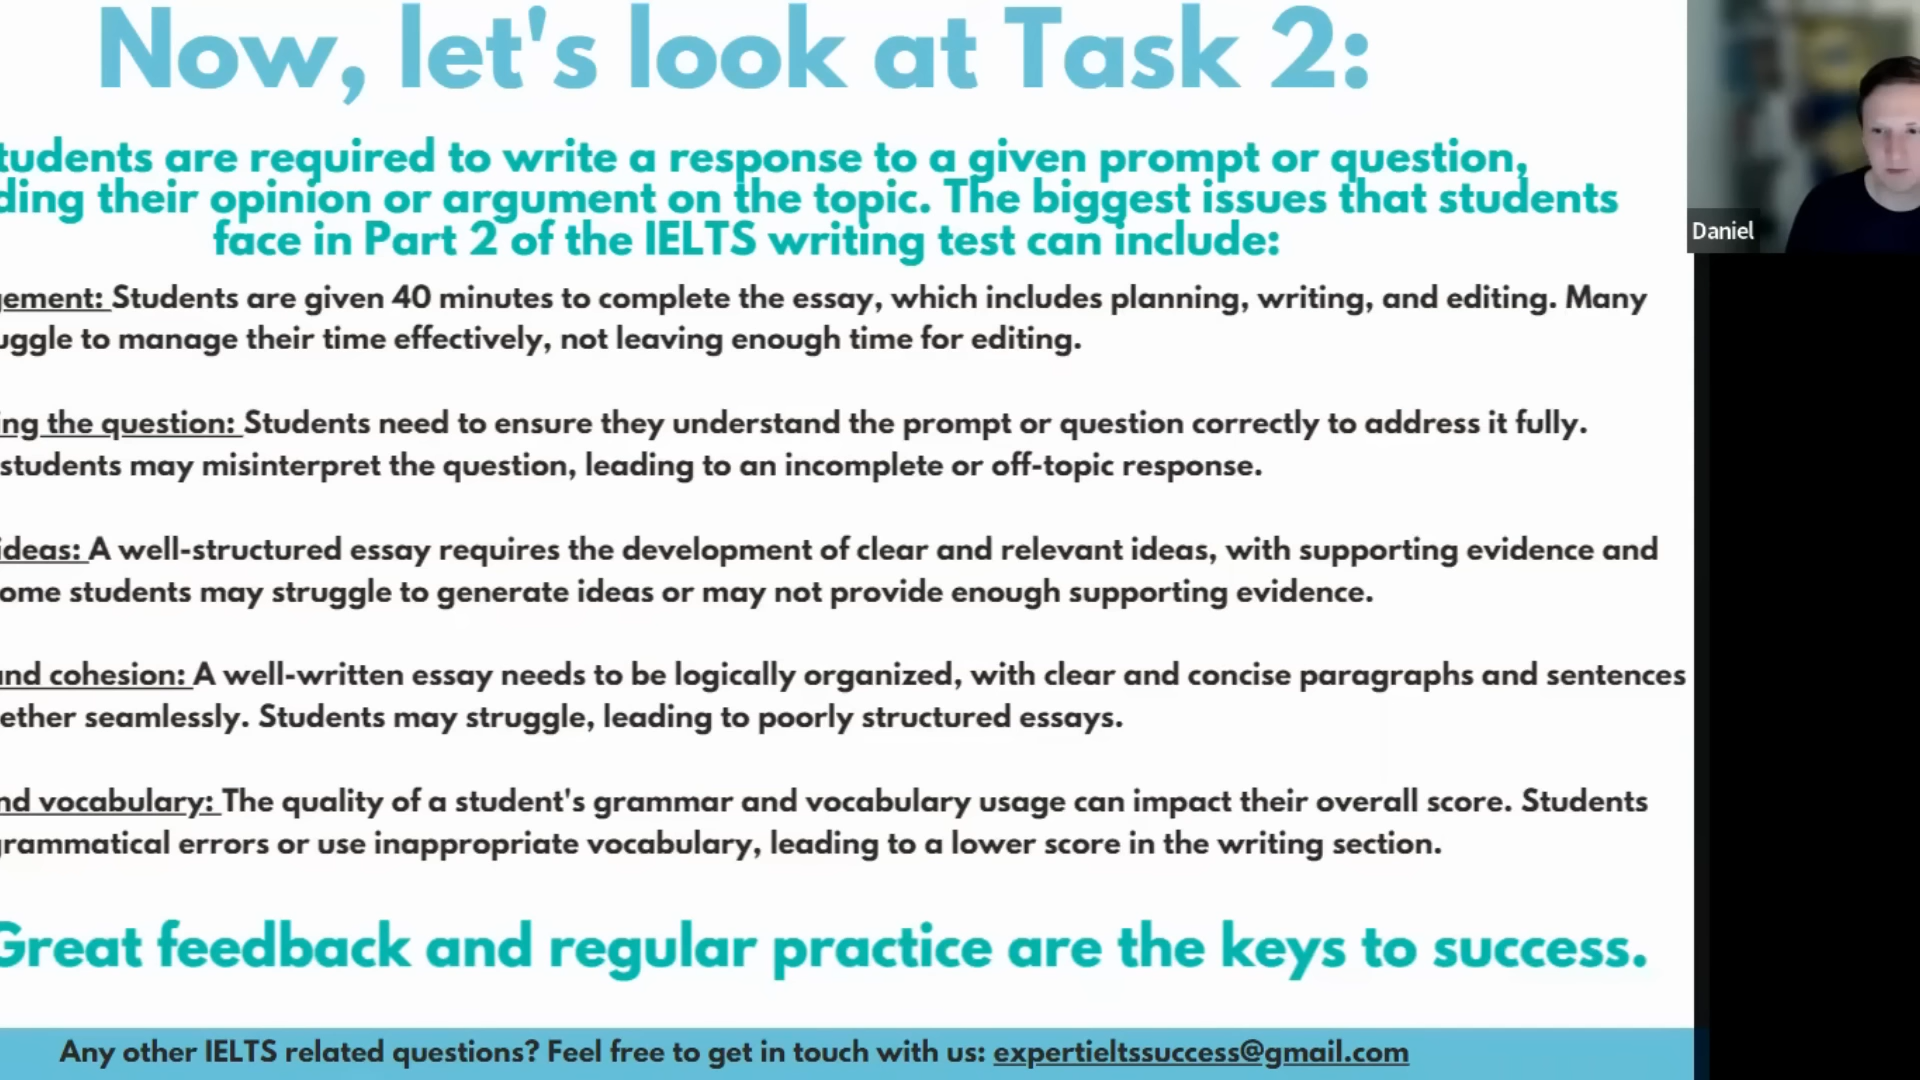 Now, let's look at Task 2:
tudents are required to write a response to a given prompt or question,
ding their opinion or argument on the topic. The biggest issues that students
face in Part 2 of the IELTS writing test can include:
gement: Students are given 40 minutes to complete the essay, which includes planning, writing, and editing. Many
uggle to manage their time effectively, not leaving enough time for editing.
ing the question: Students need to ensure they understand the prompt or question correctly to address it fully.
students may misinterpret the question, leading to an incomplete or off-topic response.
ideas: A well-structured essay requires the development of clear and relevant ideas, with supporting evidence and
ome students may struggle to generate ideas or may not provide enough supporting evidence.
and cohesion: A well-written essay needs to be logically organized, with clear and concise paragraphs and sentences
ether seamlessly. Students may struggle, leading to poorly structured essays.
nd vocabulary: The quality of a student's grammar and vocabulary usage can impact their overall score. Students
grammatical errors or use inappropriate vocabulary, leading to a lower score in the writing section.
Great feedback and regular practice are the keys to success.
Any other IELTS related questions? Feel free to get in touch with us: expertieltssuccess@gmail.com
Daniel